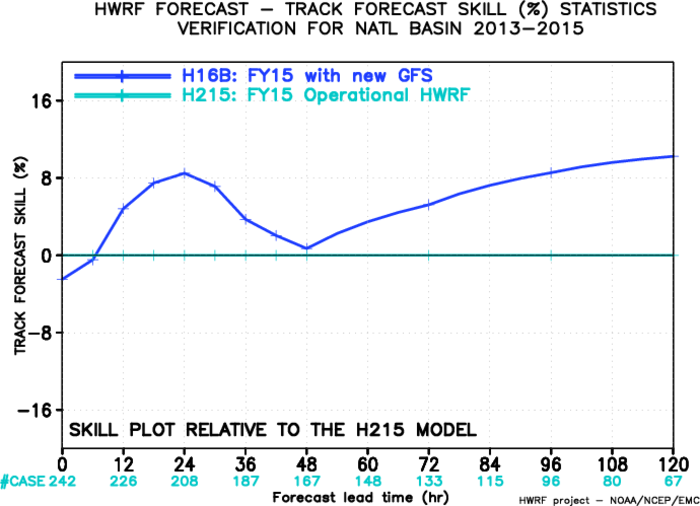 HWRF FORECAST − TRACK FORECAST SKILL (%) STATISTICS
VERIFICATION FOR NATL BASIN 2013−2015
H16B: FY15 with new GFS
H215: FY15 Operational HWRF
16
8
0
−8
−16
TRACK FORECAST SKILL (%)
SKILL PLOT RELATIVE TO THE H215 MODEL
0 12 24 36 48 60 72 84 96 108 120
#CASE 242 226 208 187 167 148 133 115 96 80 67
Forecast lead time (hr)
HWRF project − NOAA/NCEP/EMC